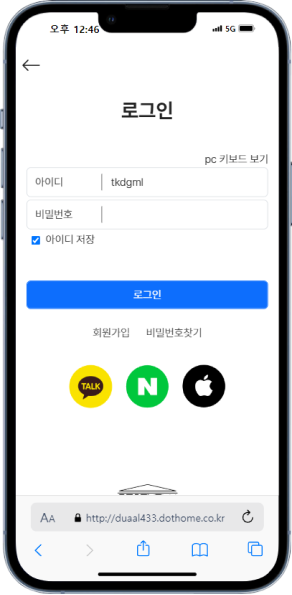 오후 12:46 5G
로그인
pc 키보드 보기
아이디 tkdgml
비밀번호
아이디 저장
로그인
회원가입 비밀번호찾기
TALK N
AA http://duaal433.dothome.co.kr